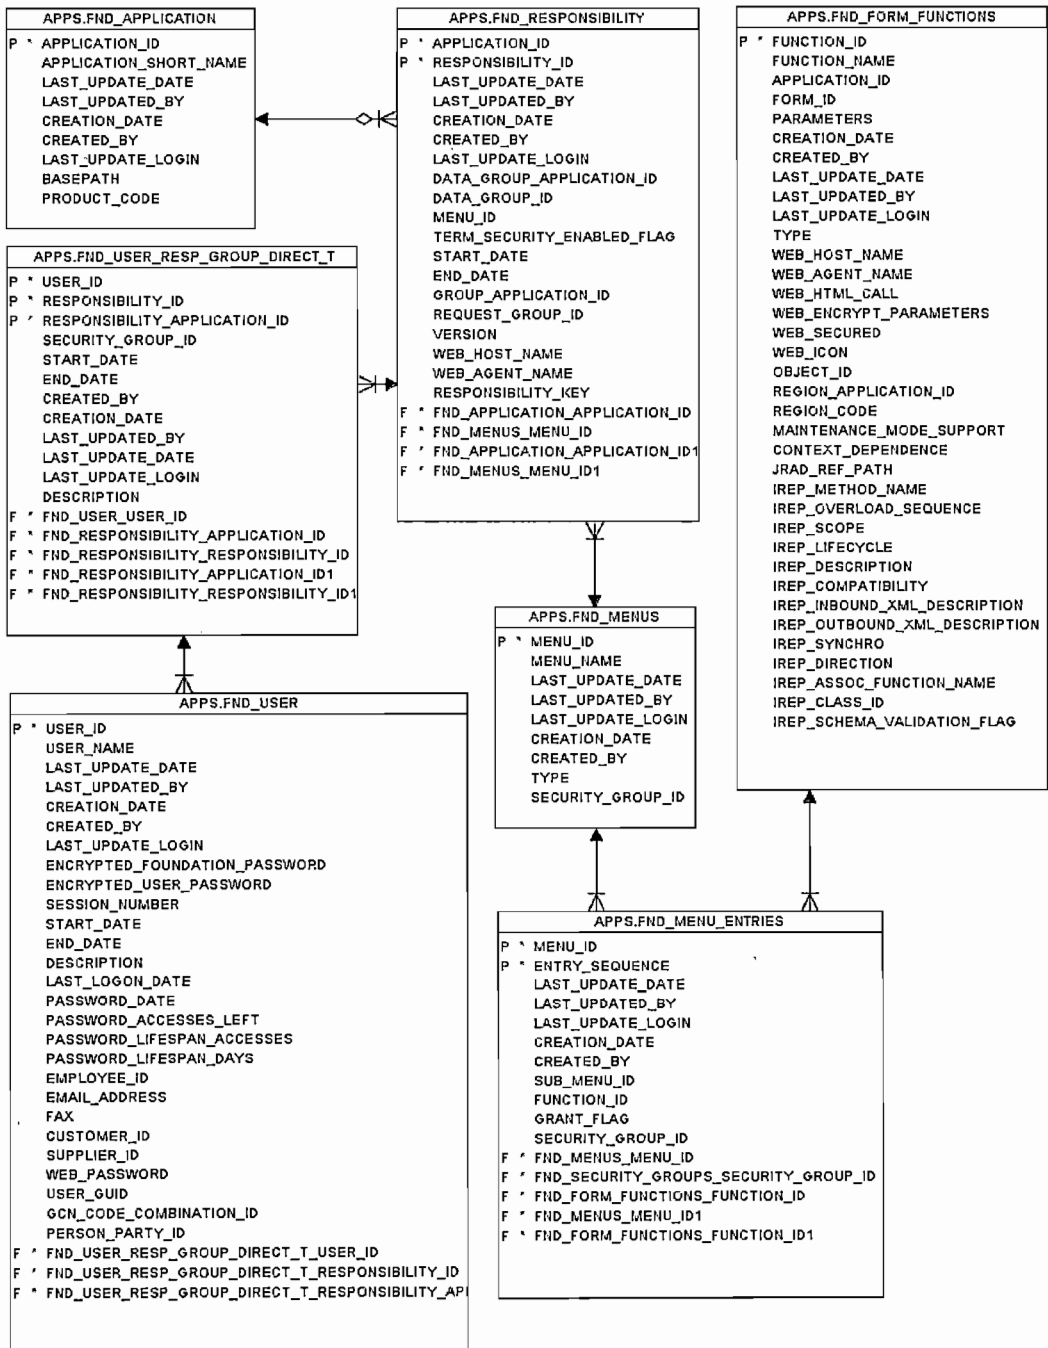 APPS.FND_APPLICATION
P * APPLICATION_ID
APPLICATION_SHORT_NAME
LAST_UPDATE_DATE
LAST_UPDATED_BY
CREATION_DATE
CREATED_BY
LAST_UPDATE_LOGIN
BASEPATH
PRODUCT_CODE
APPS.FND_RESPONSIBILITY
P * APPLICATION_ID
P * RESPONSIBILITY_ID
LAST_UPDATE_DATE
LAST_UPDATED_BY
CREATION_DATE
CREATED_BY
LAST_UPDATE_LOGIN
DATA_GROUP_APPLICATION_ID
DATA_GROUP_ID
MENU_ID
TERM_SECURITY_ENABLED_FLAG
START_DATE
END_DATE
GROUP_APPLICATION_ID
REQUEST_GROUP_ID
VERSION
WEB_HOST_NAME
WEB_AGENT_NAME
RESPONSIBILITY_KEY
F * FND_APPLICATION_APPLICATION_ID
F * FND_MENUS_MENU_ID
F * FND_APPLICATION_APPLICATION_ID1
F * FND_MENUS_MENU_ID1
APPS.FND_FORM_FUNCTIONS
P * FUNCTION_ID
FUNCTION_NAME
APPLICATION_ID
FORM_ID
PARAMETERS
CREATION_DATE
CREATED_BY
LAST_UPDATE_DATE
LAST_UPDATED_BY
LAST_UPDATE_LOGIN
TYPE
WEB_HOST_NAME
WEB_AGENT_NAME
WEB_HTML_CALL
WEB_ENCRYPT_PARAMETERS
WEB_SECURED
WEB_ICON
OBJECT_ID
REGION_APPLICATION_ID
REGION_CODE
MAINTENANCE_MODE_SUPPORT
CONTEXT_DEPENDENCE
JRAD_REF_PATH
IREP_METHOD_NAME
IREP_OVERLOAD_SEQUENCE
IREP_SCOPE
IREP_LIFECYCLE
IREP_DESCRIPTION
IREP_COMPATIBILITY
IREP_INBOUND_XML_DESCRIPTION
IREP_OUTBOUND_XML_DESCRIPTION
IREP_SYNCHRO
IREP_DIRECTION
IREP_ASSOC_FUNCTION_NAME
IREP_CLASS_ID
IREP_SCHEMA_VALIDATION_FLAG
APPS.FND_USER_RESP_GROUP_DIRECT_T
P * USER_ID
P * RESPONSIBILITY_ID
P * RESPONSIBILITY_APPLICATION_ID
SECURITY_GROUP_ID
START_DATE
END_DATE
CREATED_BY
CREATION_DATE
LAST_UPDATED_BY
LAST_UPDATE_DATE
LAST_UPDATE_LOGIN
DESCRIPTION
F * FND_USER_USER_ID
F * FND_RESPONSIBILITY_APPLICATION_ID
F * FND_RESPONSIBILITY_RESPONSIBILITY_ID
F * FND_RESPONSIBILITY_APPLICATION_ID1
F * FND_RESPONSIBILITY_RESPONSIBILITY_ID1
APPS.FND_MENUS
P * MENU_ID
MENU_NAME
LAST_UPDATE_DATE
LAST_UPDATED_BY
LAST_UPDATE_LOGIN
CREATION_DATE
CREATED_BY
TYPE
SECURITY_GROUP_ID
APPS.FND_USER
P * USER_ID
USER_NAME
LAST_UPDATE_DATE
LAST_UPDATED_BY
CREATION_DATE
CREATED_BY
LAST_UPDATE_LOGIN
ENCRYPTED_FOUNDATION_PASSWORD
ENCRYPTED_USER_PASSWORD
SESSION_NUMBER
START_DATE
END_DATE
DESCRIPTION
LAST_LOGON_DATE
PASSWORD_DATE
PASSWORD_ACCESSES_LEFT
PASSWORD_LIFESPAN_ACCESSES
PASSWORD_LIFESPAN_DAYS
EMPLOYEE_ID
EMAIL_ADDRESS
FAX
CUSTOMER_ID
SUPPLIER_ID
WEB_PASSWORD
USER_GUID
GCN_CODE_COMBINATION_ID
PERSON_PARTY_ID
F * FND_USER_RESP_GROUP_DIRECT_T_USER_ID
F * FND_USER_RESP_GROUP_DIRECT_T_RESPONSIBILITY_ID
F * FND_USER_RESP_GROUP_DIRECT_T_RESPONSIBILITY_API
APPS.FND_MENU_ENTRIES
P * MENU_ID
P * ENTRY_SEQUENCE
LAST_UPDATE_DATE
LAST_UPDATED_BY
LAST_UPDATE_LOGIN
CREATION_DATE
CREATED_BY
SUB_MENU_ID
FUNCTION_ID
GRANT_FLAG
SECURITY_GROUP_ID
F * FND_MENUS_MENU_ID
F * FND_SECURITY_GROUPS_SECURITY_GROUP_ID
F * FND_FORM_FUNCTIONS_FUNCTION_ID
F * FND_MENUS_MENU_ID1
F * FND_FORM_FUNCTIONS_FUNCTION_ID1